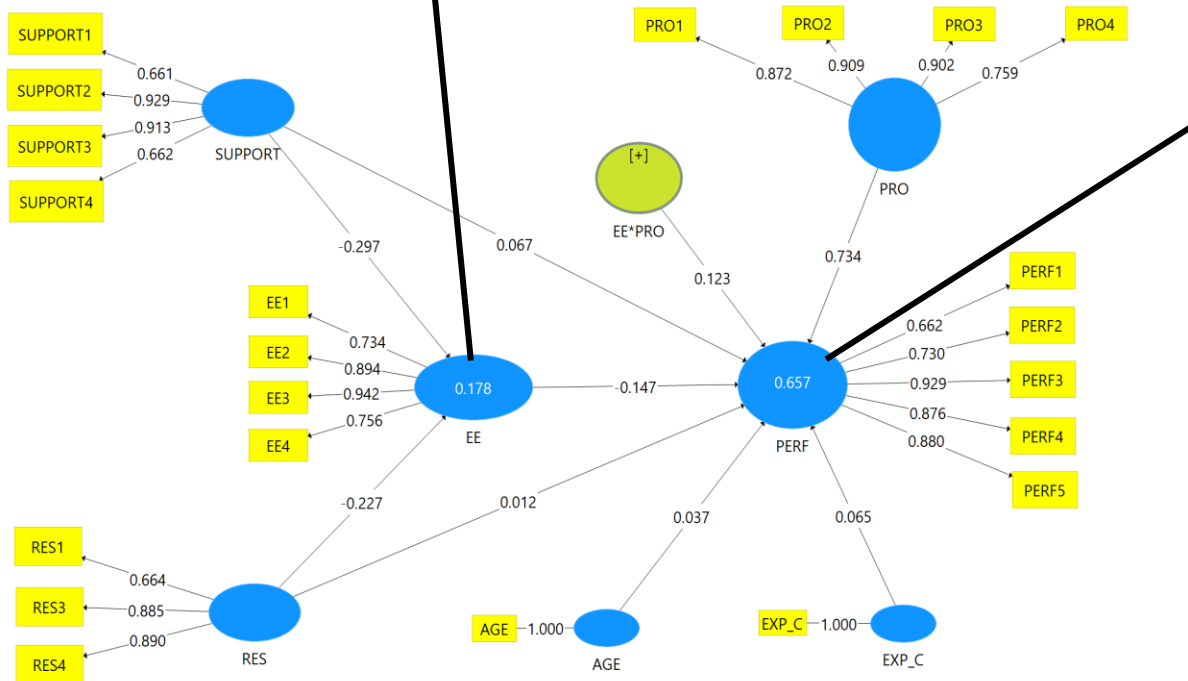 SUPPORT1
SUPPORT2
SUPPORT3
SUPPORT4
0.661
0.929
0.913
0.662
SUPPORT
PRO1
PRO2
PRO3
PRO4
0.872
0.909
0.902
0.759
PRO
[+]
EE*PRO
-0.297
0.067
0.123
0.734
EE1
EE2
EE3
EE4
0.734
0.894
0.942
0.756
0.178
EE
-0.147
0.657
PERF
PERF1
PERF2
PERF3
PERF4
PERF5
0.662
0.730
0.929
0.876
0.880
-0.227
0.012
0.037
0.065
RES1
RES3
RES4
0.664
0.885
0.890
RES
AGE
1.000
AGE
EXP_C
1.000
EXP_C